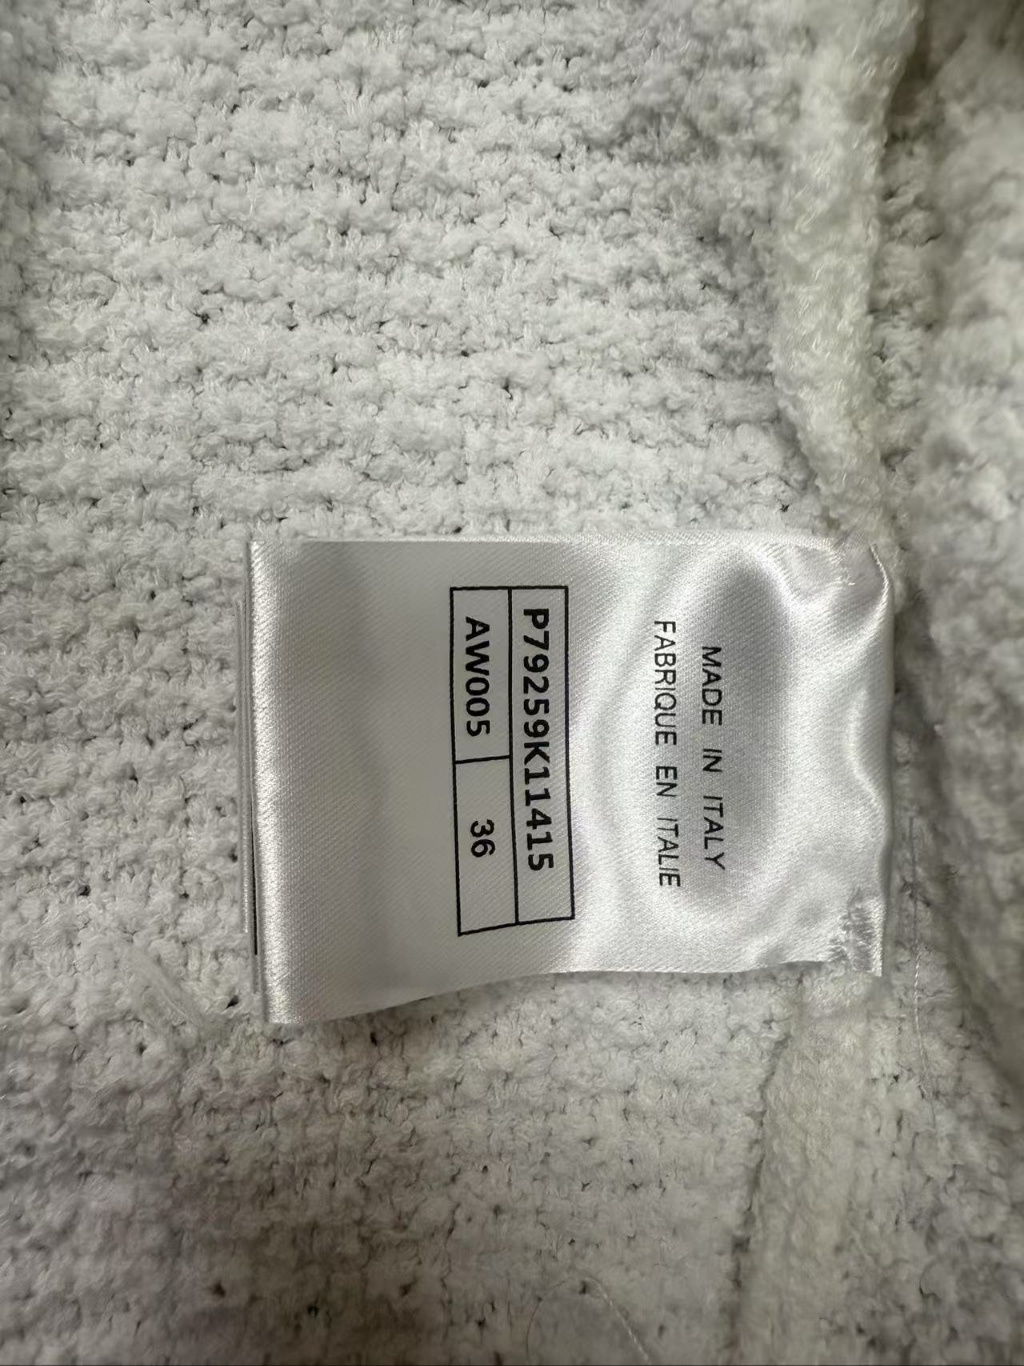 MADE IN ITALY
FABRIQUE EN ITALIE
P79259K11415
AW005 36